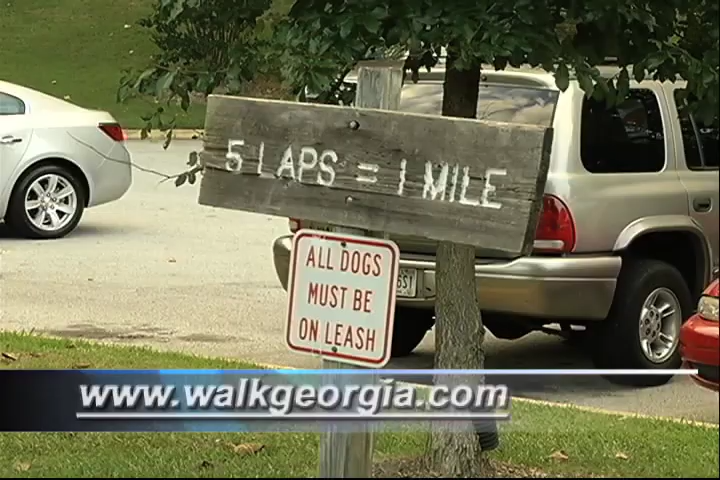 5 LAPS = 1 MILE
ALL DOGS
MUST BE
ON LEASH
www.walkgeorgia.com